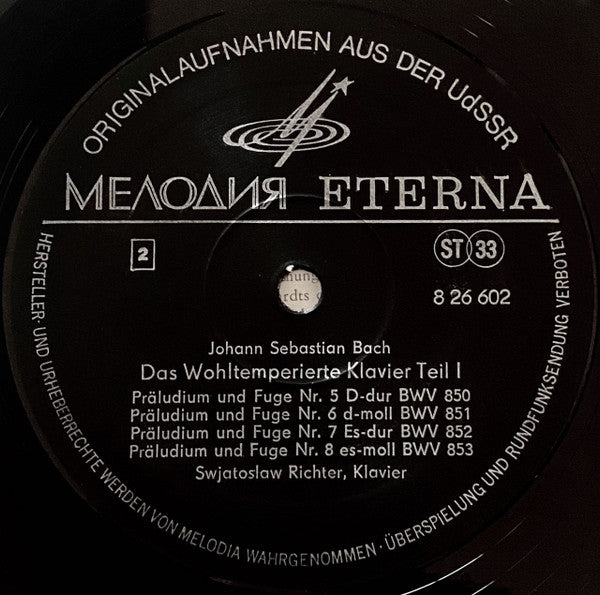 ORIGINALAUFNAHMEN AUS DER UdSSR
МЕЛОДИЯ ETERNA
2
ST 33
8 26 602
Johann Sebastian Bach
Das Wohltemperierte Klavier Teil I
Präludium und Fuge Nr. 5 D-dur BWV 850
Präludium und Fuge Nr. 6 d-moll BWV 851
Präludium und Fuge Nr. 7 Es-dur BWV 852
Präludium und Fuge Nr. 8 es-moll BWV 853
Swjatoslaw Richter, Klavier
HERSTELLER- UND URHEBERRECHTE WERDEN VON MELODIA WAHRGENOMMEN · ÜBERSPIELUNG UND RUNDFUNKSENDUNG VERBOTEN